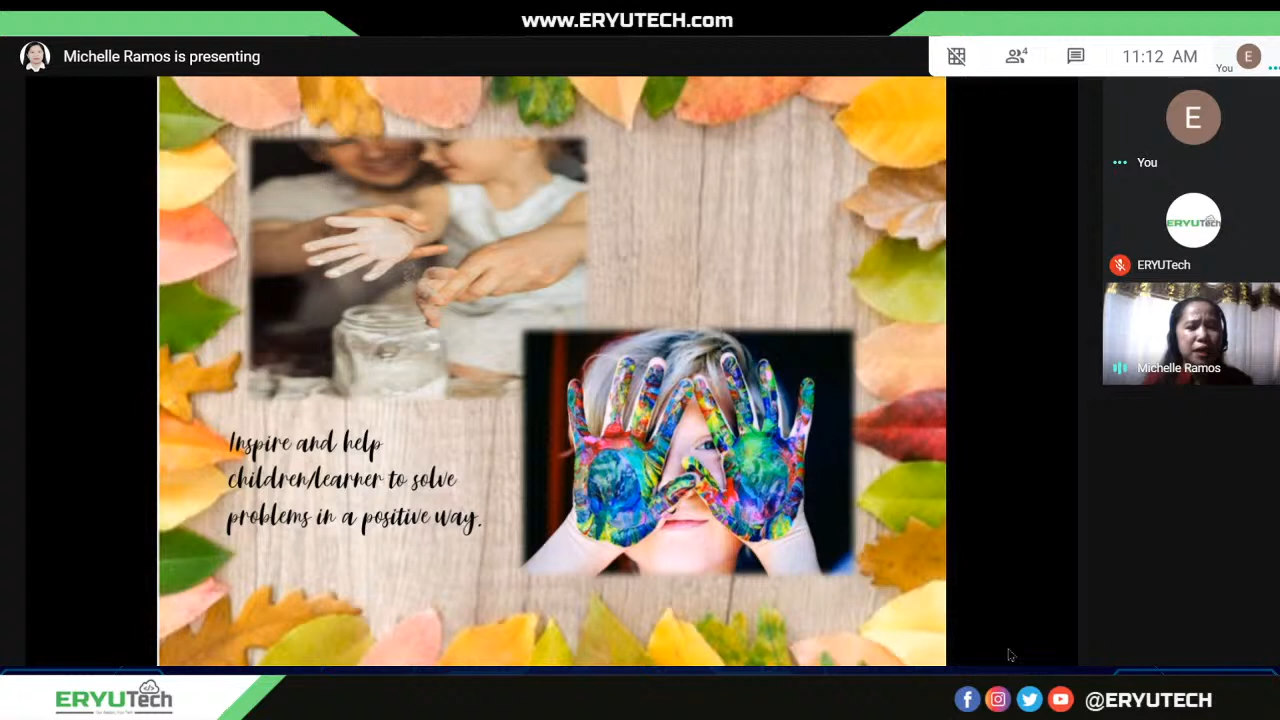 www.ERYUTECH.com
Michelle Ramos is presenting
4
11:12 AM
You
E
E
You
ERYUTech
ERYUTech
Michelle Ramos
Inspire and help
children/learner to solve
problems in a positive way.
ERYUTech
@ERYUTECH